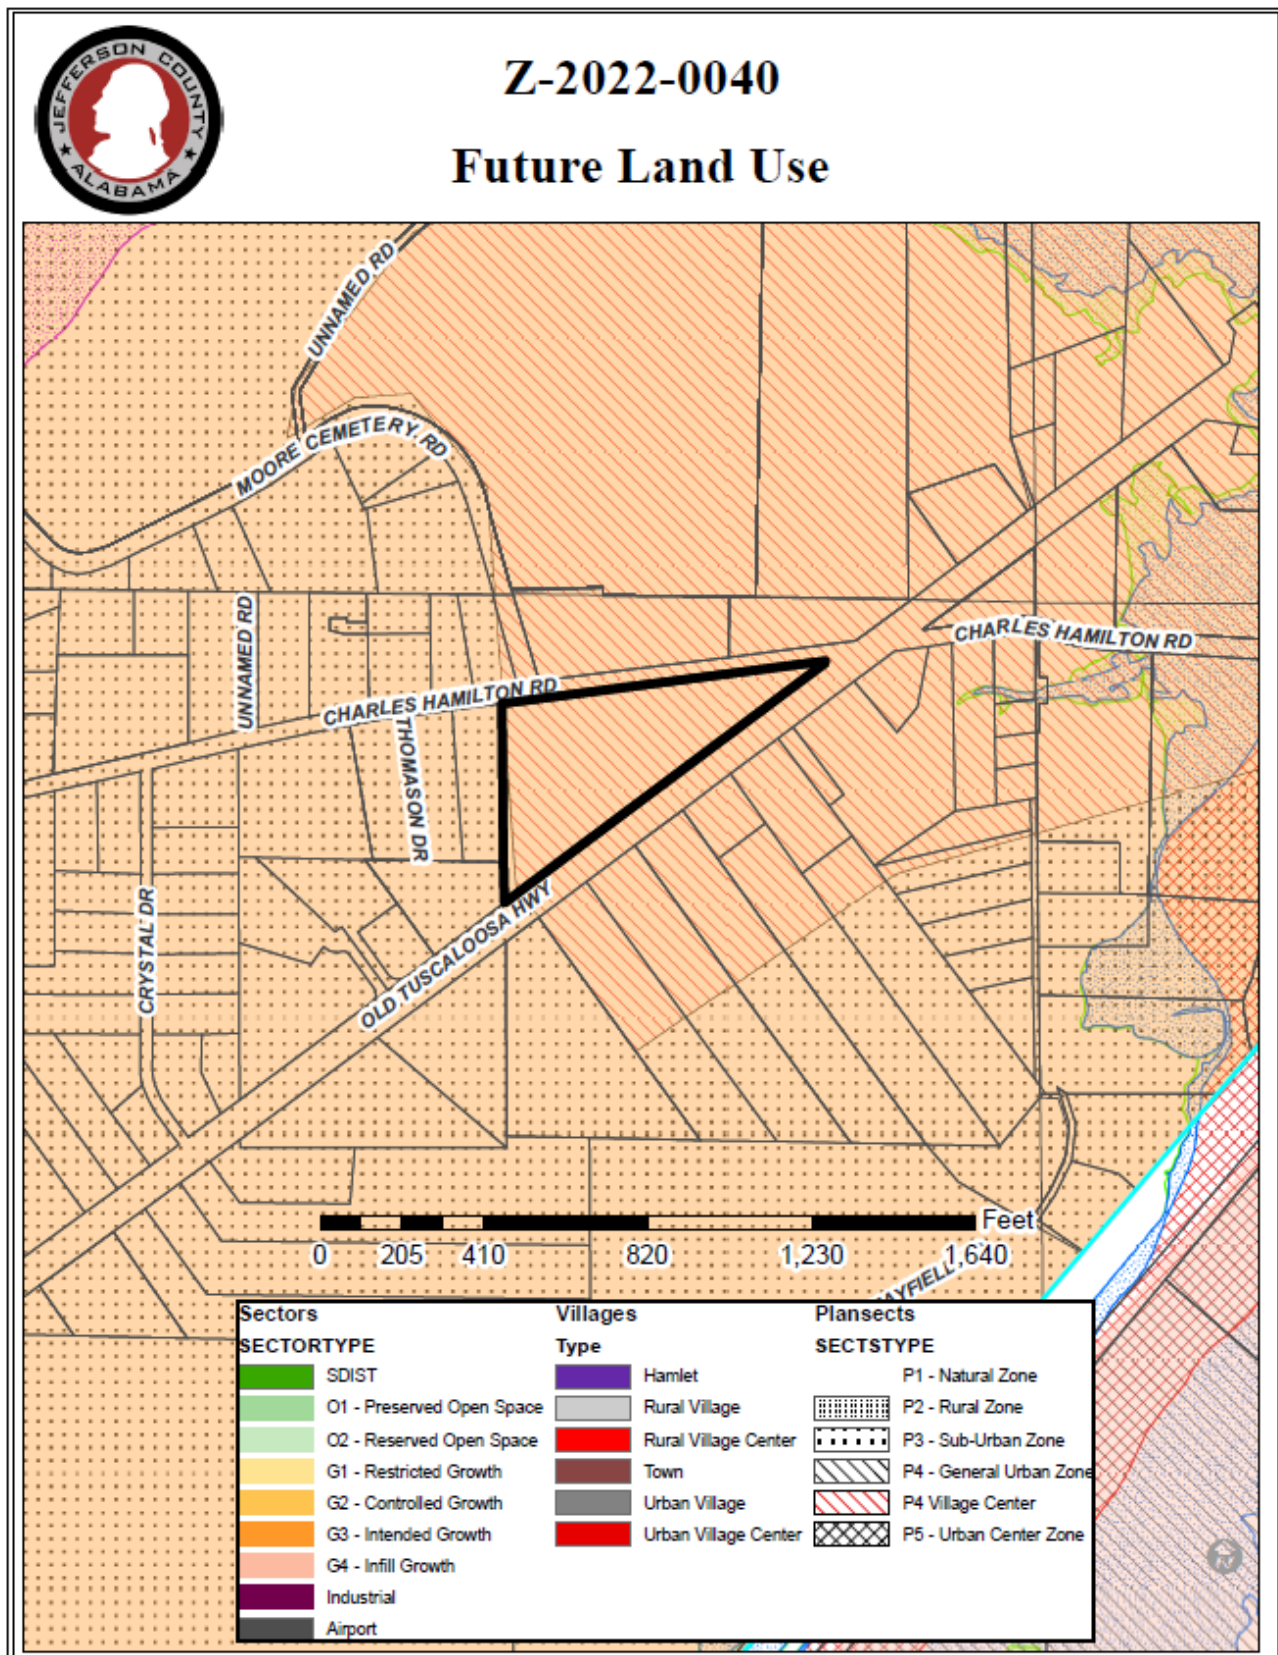 JEFFERSON COUNTY
ALABAMA
Z-2022-0040
Future Land Use
UNNAMED RD
MOORE CEMETERY RD
UNNAMED RD
CHARLES HAMILTON RD
CHARLES HAMILTON RD
THOMASON DR
CRYSTAL DR
OLD TUSCALOOSA HWY
Feet
0 205 410 820 1,230 1,640
Sectors
SECTORTYPE
SDIST
O1 - Preserved Open Space
O2 - Reserved Open Space
G1 - Restricted Growth
G2 - Controlled Growth
G3 - Intended Growth
G4 - Infill Growth
Industrial
Airport
Villages
Type
Hamlet
Rural Village
Rural Village Center
Town
Urban Village
Urban Village Center
Plansects
SECTSTYPE
P1 - Natural Zone
P2 - Rural Zone
P3 - Sub-Urban Zone
P4 - General Urban Zone
P4 Village Center
P5 - Urban Center Zone